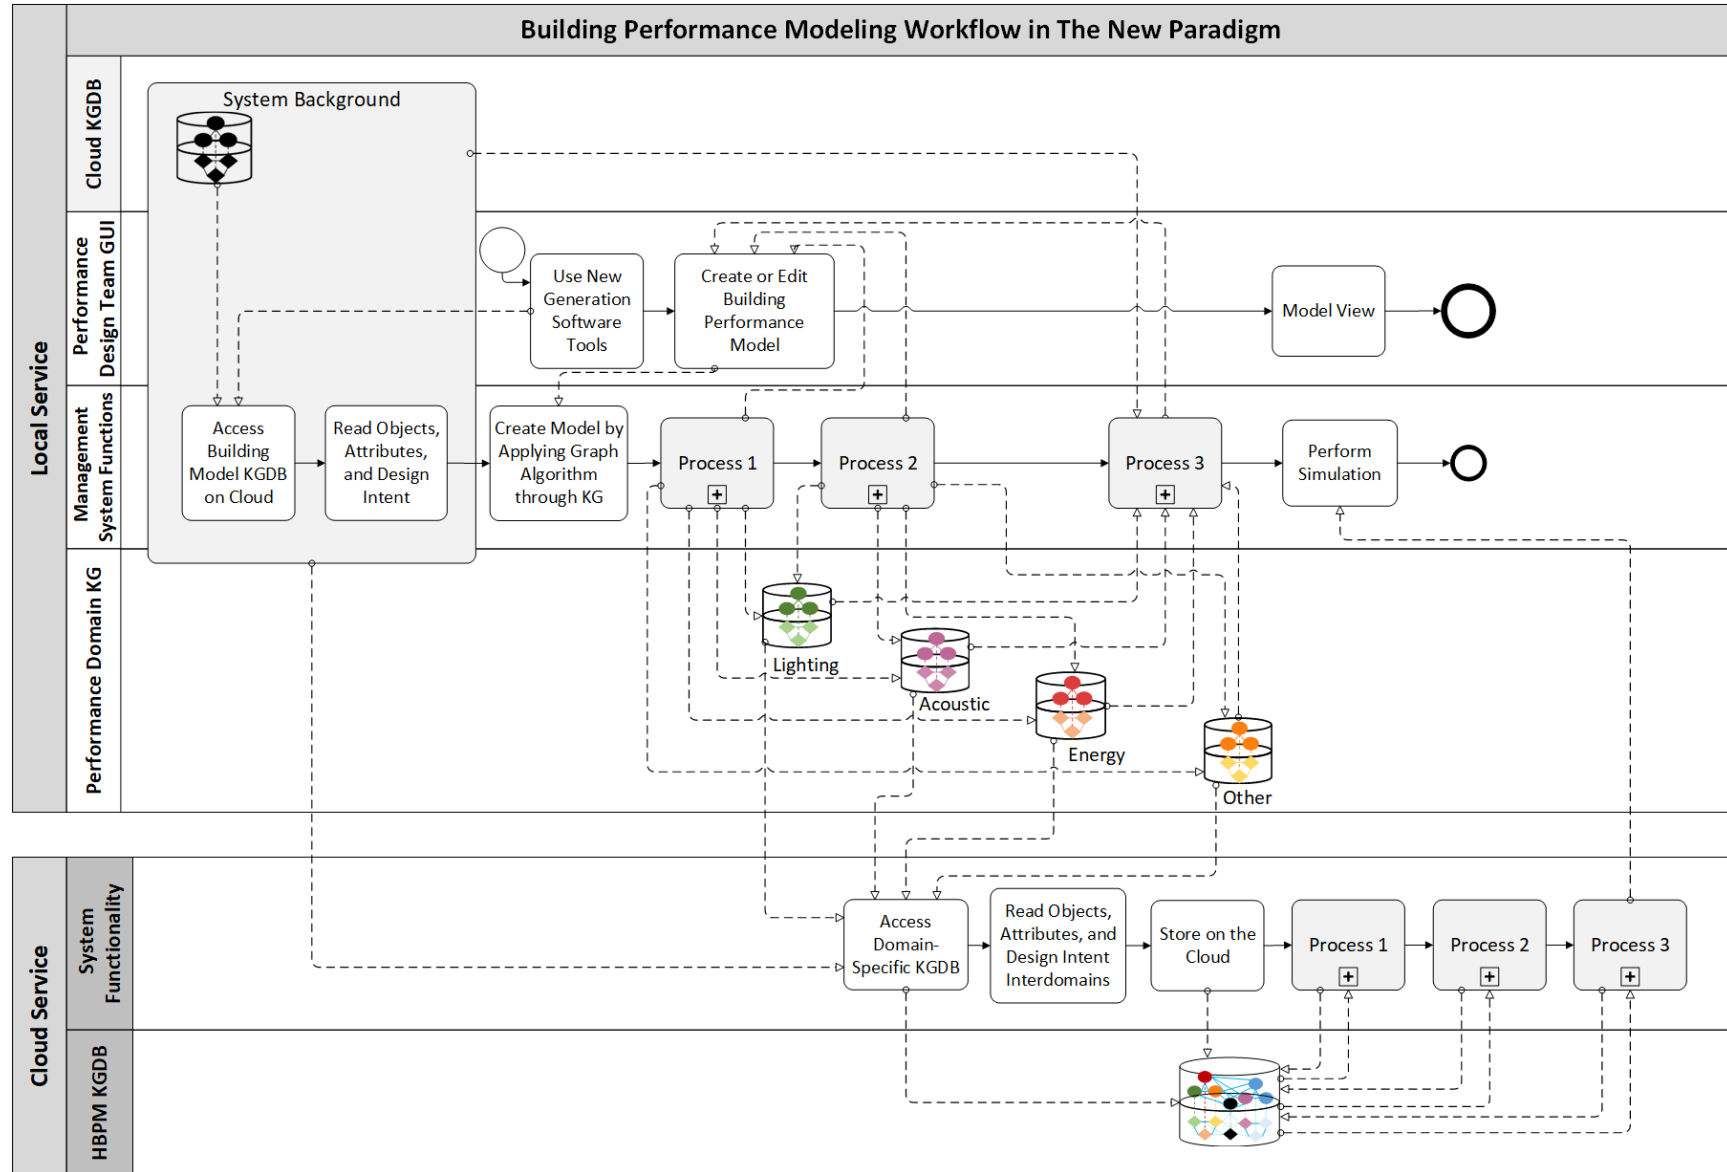 Building Performance Modeling Workflow in The New Paradigm
Local Service
Cloud KGDB
System Background
Performance
Design Team GUI
Use New
Generation
Software
Tools
Create or Edit
Building
Performance
Model
Model View
Management
System Functions
Access
Building
Model KGDB
on Cloud
Read Objects,
Attributes,
and Design
Intent
Create Model by
Applying Graph
Algorithm
through KG
Process 1
Process 2
Process 3
Perform
Simulation
Performance Domain KG
Lighting
Acoustic
Energy
Other
Cloud Service
System
Functionality
Access
Domain-
Specific KGDB
Read Objects,
Attributes, and
Design Intent
Interdomains
Store on the
Cloud
Process 1
Process 2
Process 3
HBPM KGDB